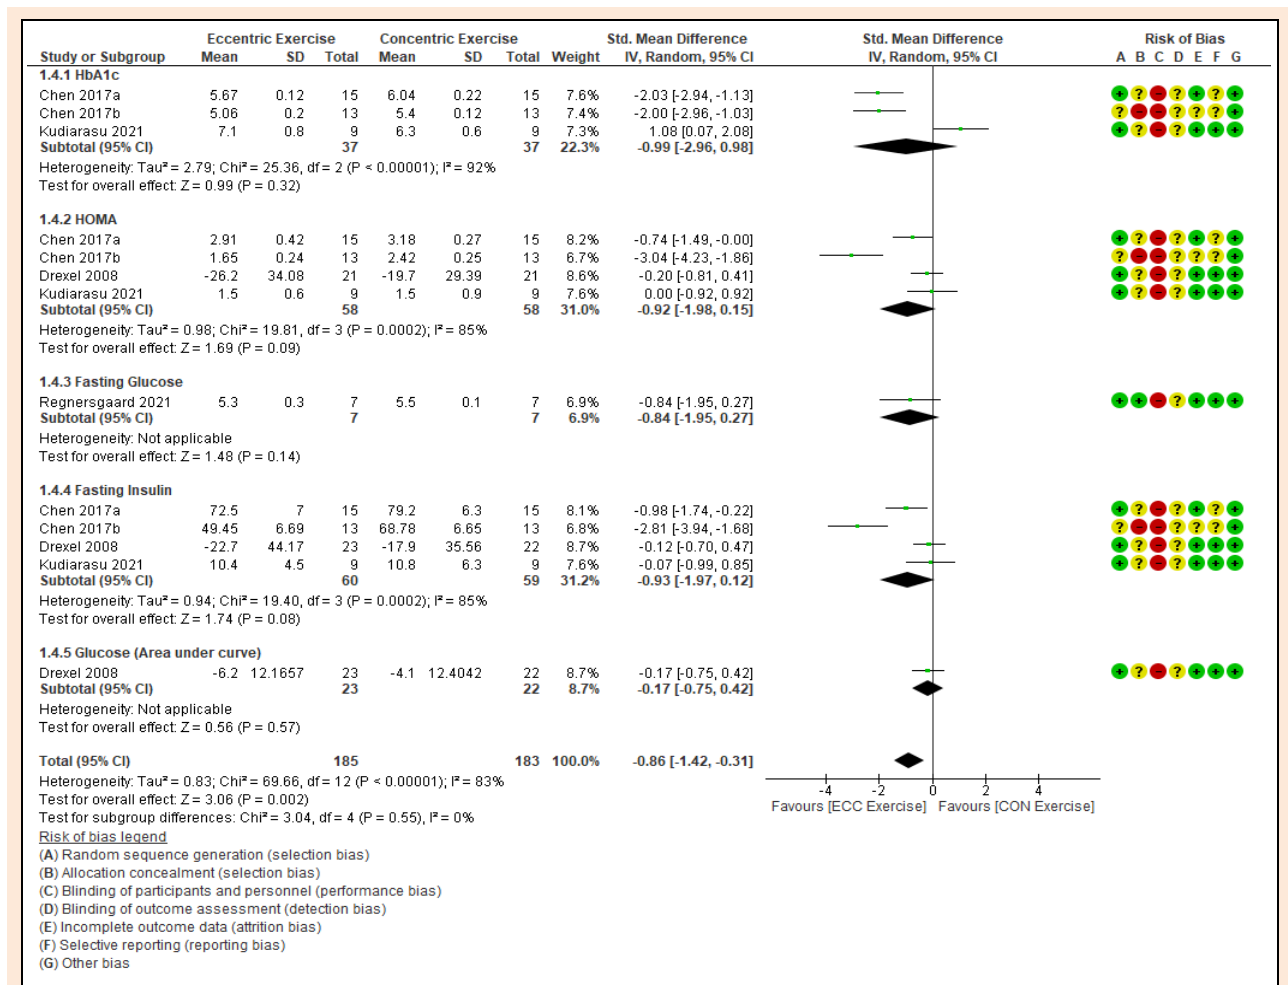 Eccentric Exercise Concentric Exercise Std. Mean Difference Std. Mean Difference Risk of Bias
Study or Subgroup Mean SD Total Mean SD Total Weight IV, Random, 95% CI IV, Random, 95% CI A B C D E F G
1.4.1 HbA1c
Chen 2017a 5.67 0.12 15 6.04 0.22 15 7.6% -2.03 [-2.94, -1.13] + ? - ? + ? +
Chen 2017b 5.06 0.2 13 5.4 0.12 13 7.4% -2.00 [-2.96, -1.03] ? - - ? ? ? +
Kudiarasu 2021 7.1 0.8 9 6.3 0.6 9 7.3% 1.08 [0.07, 2.08] + ? - ? + + +
Subtotal (95% CI) 37 37 22.3% -0.99 [-2.96, 0.98]
Heterogeneity: Tau² = 2.79; Chi² = 25.36, df = 2 (P < 0.00001); I² = 92%
Test for overall effect: Z = 0.99 (P = 0.32)
1.4.2 HOMA
Chen 2017a 2.91 0.42 15 3.18 0.27 15 8.2% -0.74 [-1.49, -0.00] + ? - ? + ? +
Chen 2017b 1.65 0.24 13 2.42 0.25 13 6.7% -3.04 [-4.23, -1.86] ? - - ? ? ? +
Drexel 2008 -26.2 34.08 21 -19.7 29.39 21 8.6% -0.20 [-0.81, 0.41] + ? - ? + + +
Kudiarasu 2021 1.5 0.6 9 1.5 0.9 9 7.6% 0.00 [-0.92, 0.92] + ? - ? + + +
Subtotal (95% CI) 58 58 31.0% -0.92 [-1.98, 0.15]
Heterogeneity: Tau² = 0.98; Chi² = 19.81, df = 3 (P = 0.0002); I² = 85%
Test for overall effect: Z = 1.69 (P = 0.09)
1.4.3 Fasting Glucose
Regnersgaard 2021 5.3 0.3 7 5.5 0.1 7 6.9% -0.84 [-1.95, 0.27] + + - ? + + +
Subtotal (95% CI) 7 7 6.9% -0.84 [-1.95, 0.27]
Heterogeneity: Not applicable
Test for overall effect: Z = 1.48 (P = 0.14)
1.4.4 Fasting Insulin
Chen 2017a 72.5 7 15 79.2 6.3 15 8.1% -0.98 [-1.74, -0.22] + ? - ? + ? +
Chen 2017b 49.45 6.69 13 68.78 6.65 13 6.8% -2.81 [-3.94, -1.68] ? - - ? ? ? +
Drexel 2008 -22.7 44.17 23 -17.9 35.56 22 8.7% -0.12 [-0.70, 0.47] + ? - ? + + +
Kudiarasu 2021 10.4 4.5 9 10.8 6.3 9 7.6% -0.07 [-0.99, 0.85] + ? - ? + + +
Subtotal (95% CI) 60 59 31.2% -0.93 [-1.97, 0.12]
Heterogeneity: Tau² = 0.94; Chi² = 19.40, df = 3 (P = 0.0002); I² = 85%
Test for overall effect: Z = 1.74 (P = 0.08)
1.4.5 Glucose (Area under curve)
Drexel 2008 -6.2 12.1657 23 -4.1 12.4042 22 8.7% -0.17 [-0.75, 0.42] + ? - ? + + +
Subtotal (95% CI) 23 22 8.7% -0.17 [-0.75, 0.42]
Heterogeneity: Not applicable
Test for overall effect: Z = 0.56 (P = 0.57)
Total (95% CI) 185 183 100.0% -0.86 [-1.42, -0.31]
Heterogeneity: Tau² = 0.83; Chi² = 69.66, df = 12 (P < 0.00001); I² = 83%
Test for overall effect: Z = 3.06 (P = 0.002)
Test for subgroup differences: Chi² = 3.04, df = 4 (P = 0.55), I² = 0%
-4 -2 0 2 4
Favours [ECC Exercise] Favours [CON Exercise]
Risk of bias legend
(A) Random sequence generation (selection bias)
(B) Allocation concealment (selection bias)
(C) Blinding of participants and personnel (performance bias)
(D) Blinding of outcome assessment (detection bias)
(E) Incomplete outcome data (attrition bias)
(F) Selective reporting (reporting bias)
(G) Other bias